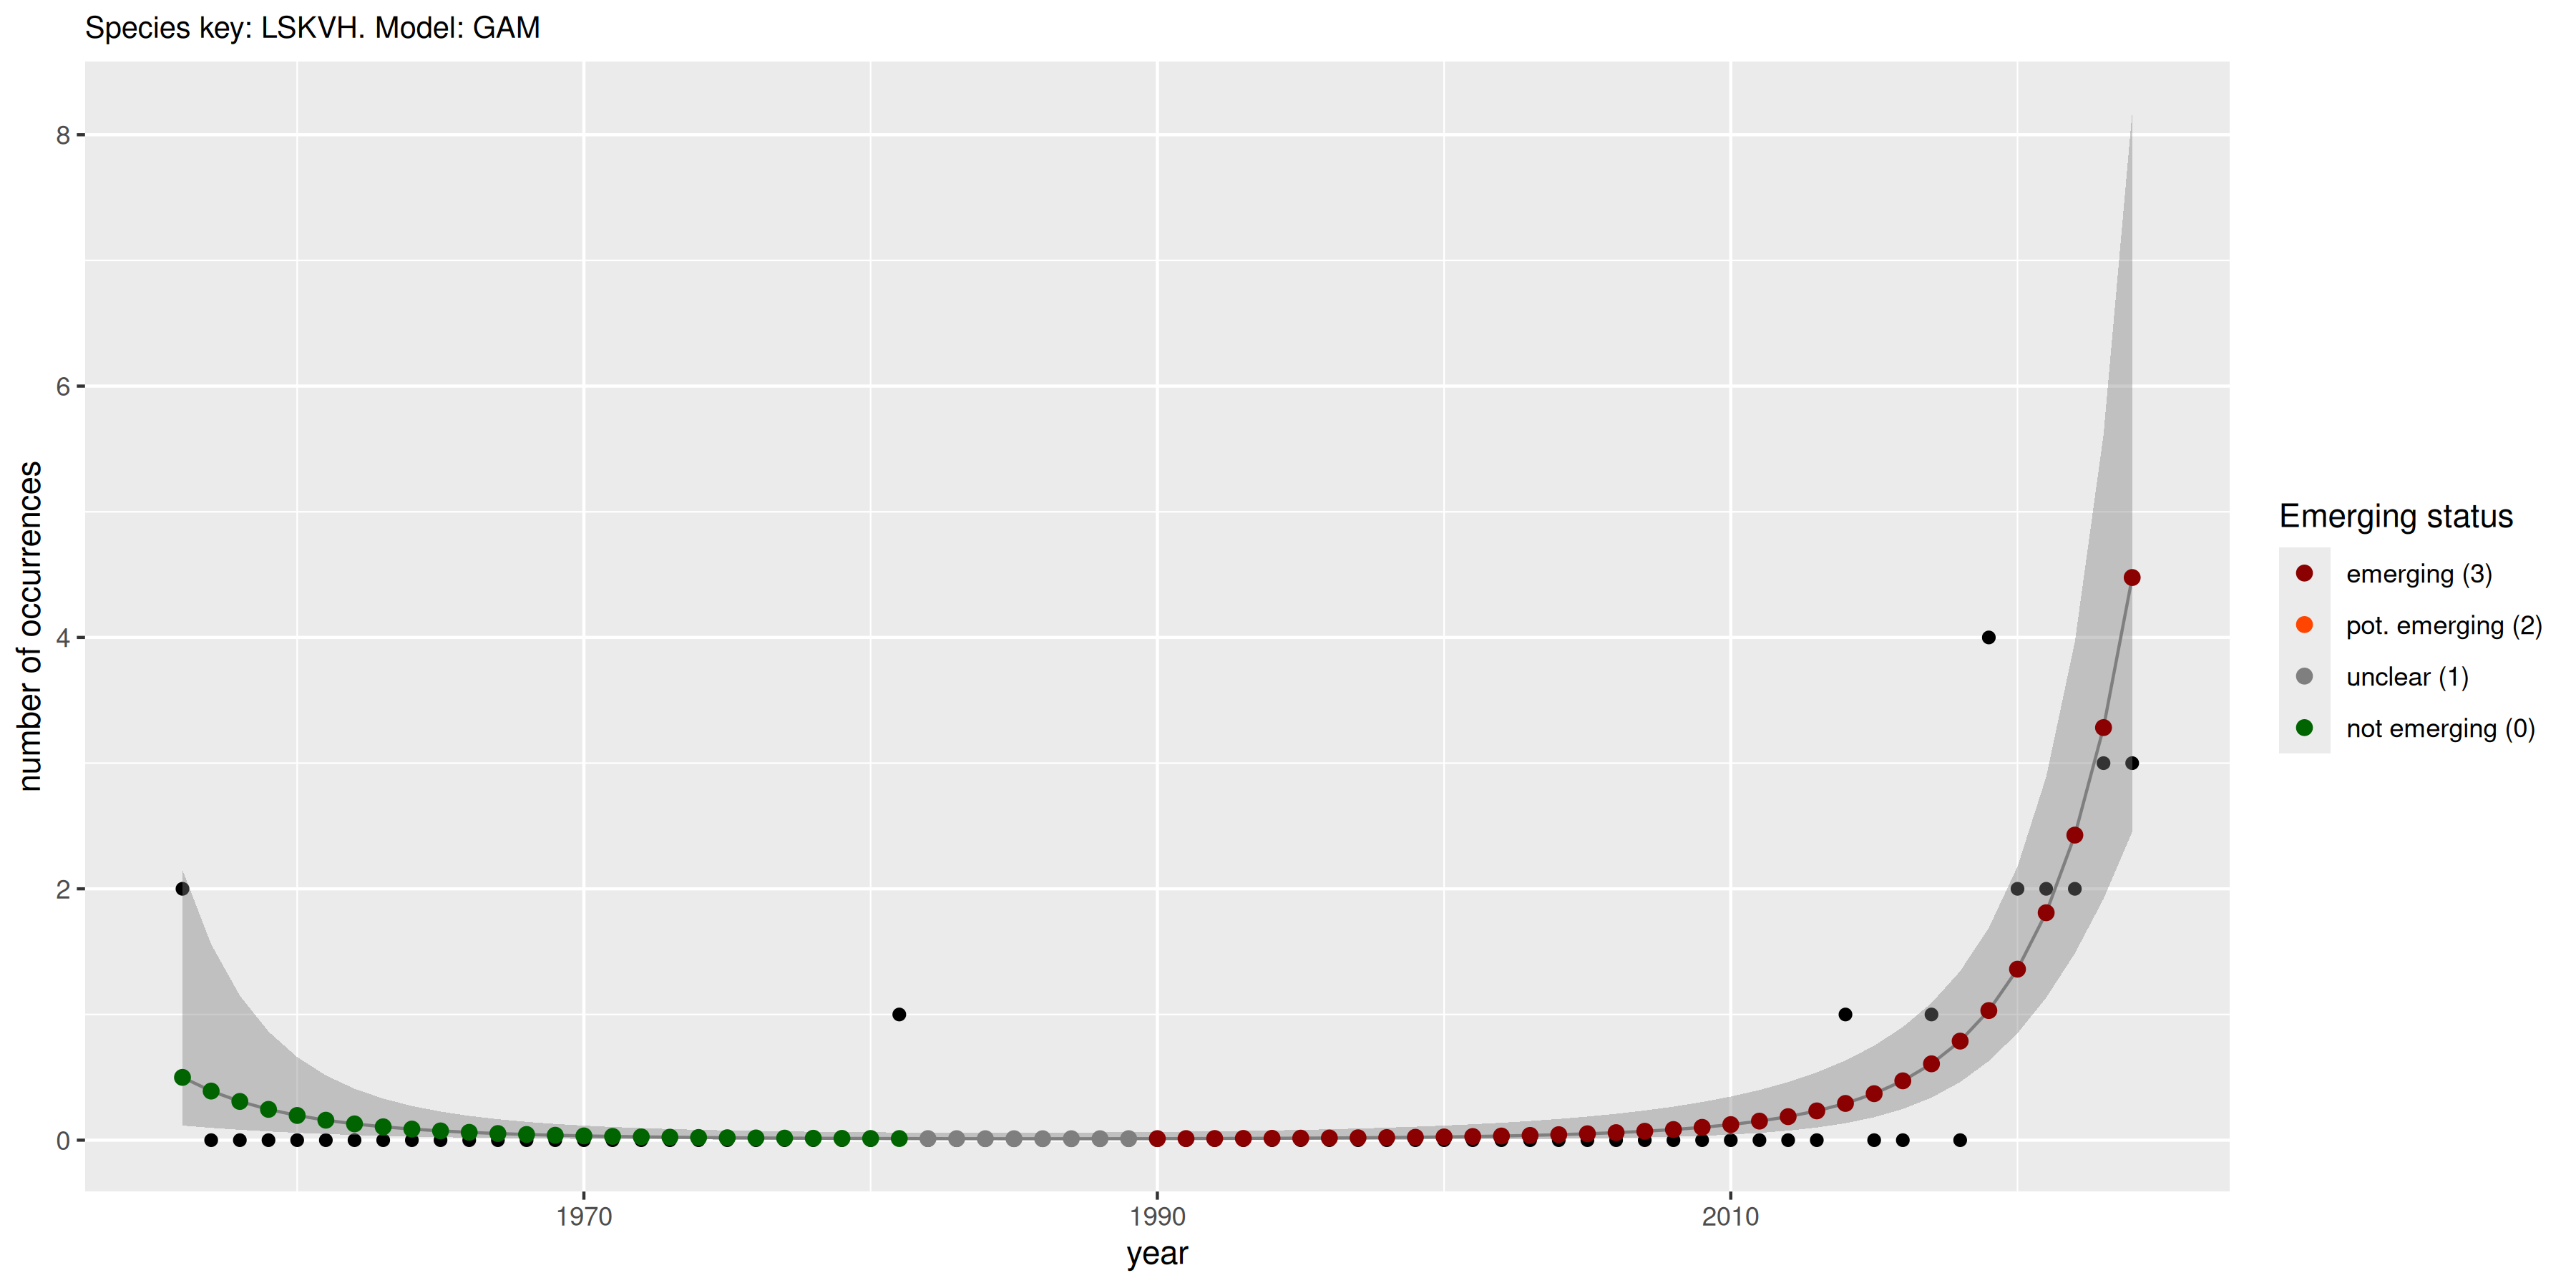 Species key: LSKVH. Model: GAM
8
6
4
2
0
number of occurrences
1970
1990
2010
year
Emerging status
emerging (3)
pot. emerging (2)
unclear (1)
not emerging (0)